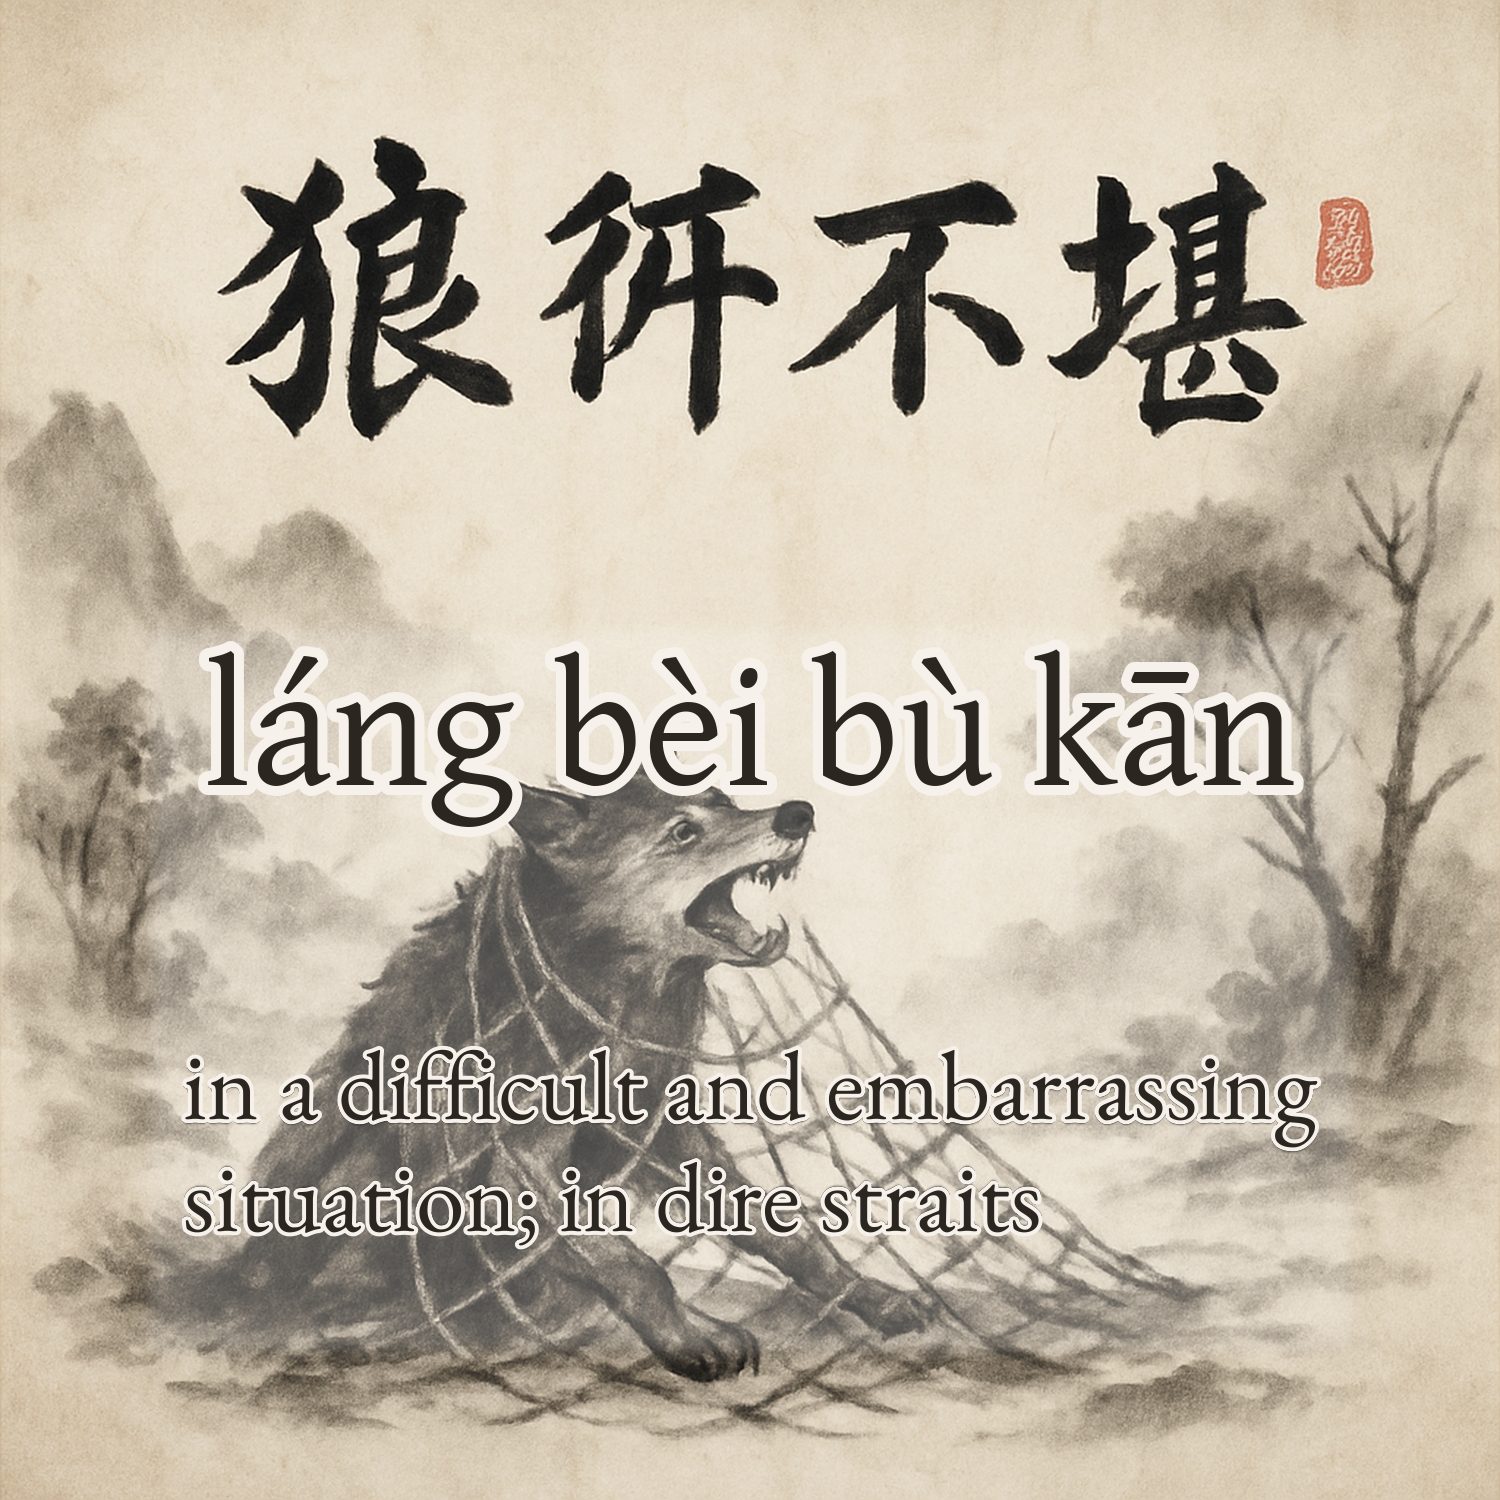 狼不堪
láng bèi bù kān
in a difficult and embarrassing
situation; in dire straits